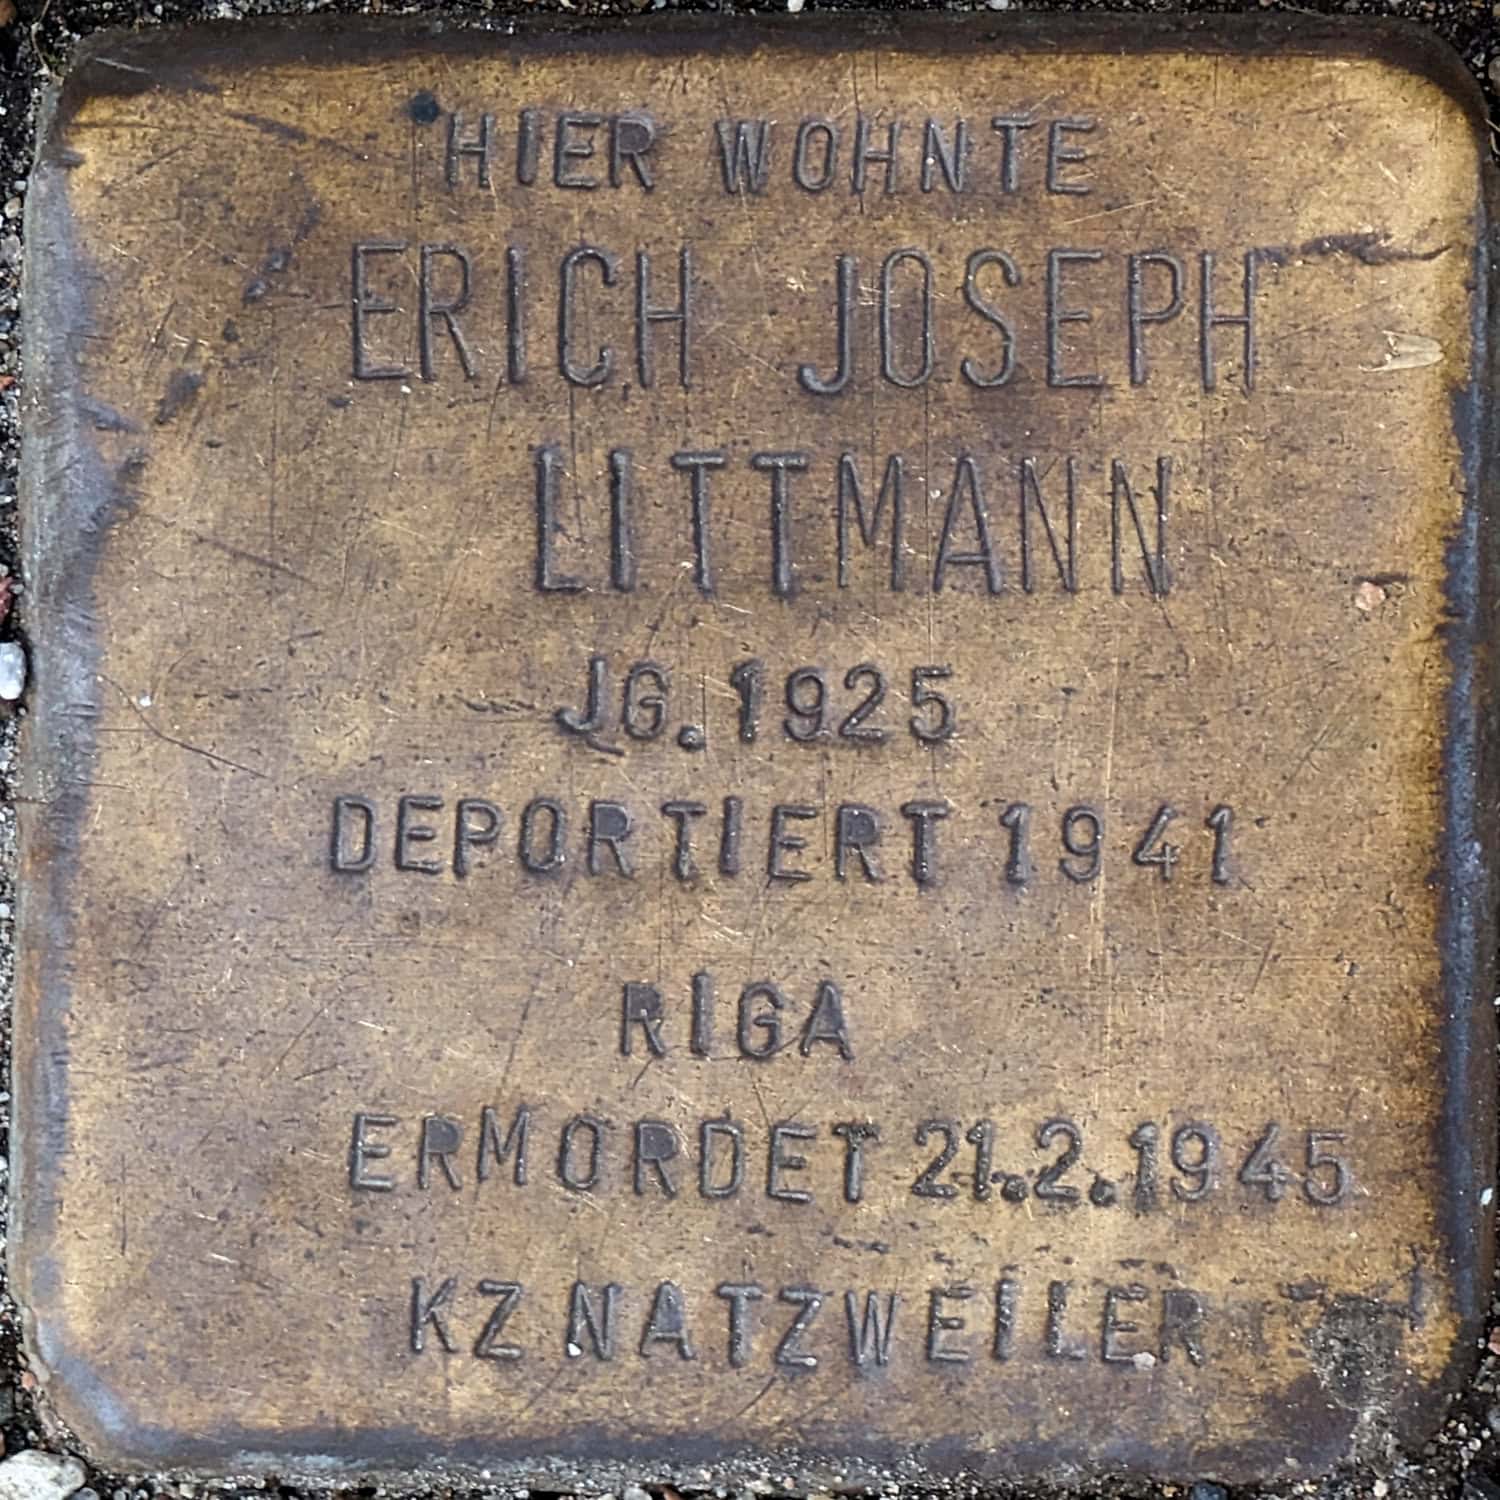 HIER WOHNTE
ERICH JOSEPH
LITTMANN
JG. 1925
DEPORTIERT 1941
RIGA
ERMORDET 21.2.1945
KZ NATZWEILER